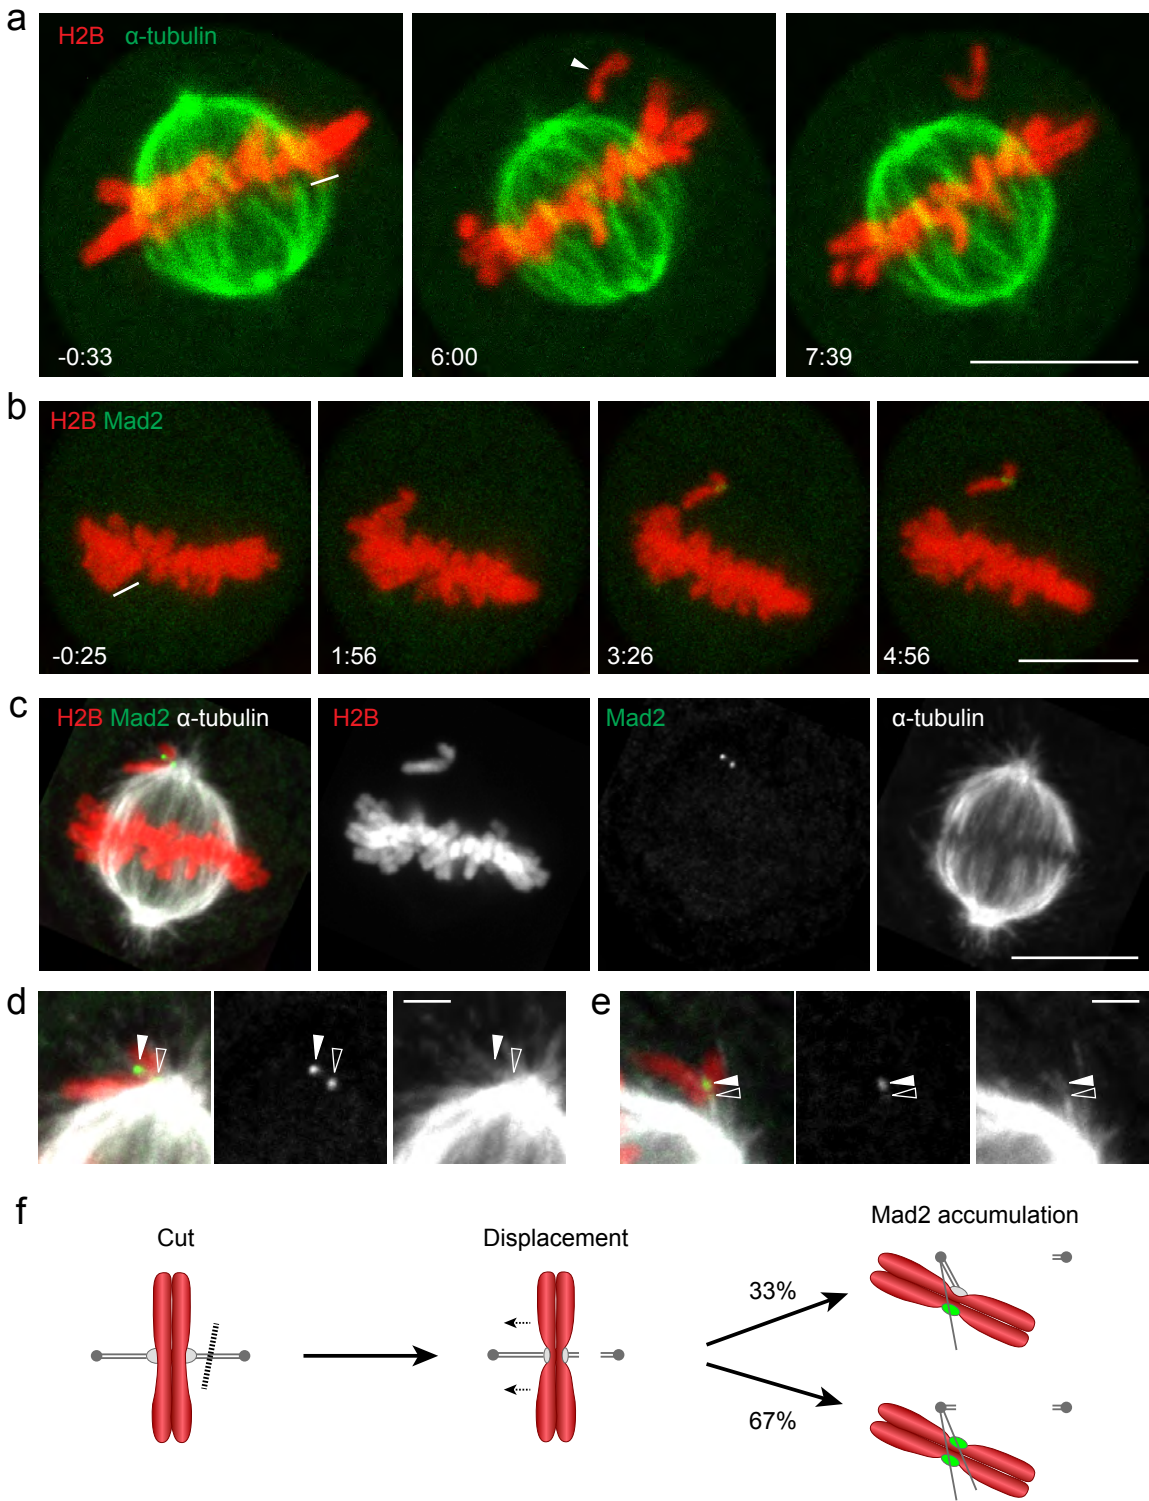 a
H2B α-tubulin
-0:33
6:00
7:39
b
H2B Mad2
-0:25
1:56
3:26
4:56
c
H2B Mad2 α-tubulin
H2B
Mad2
α-tubulin
d
e
f
Cut
Displacement
Mad2 accumulation
33%
67%